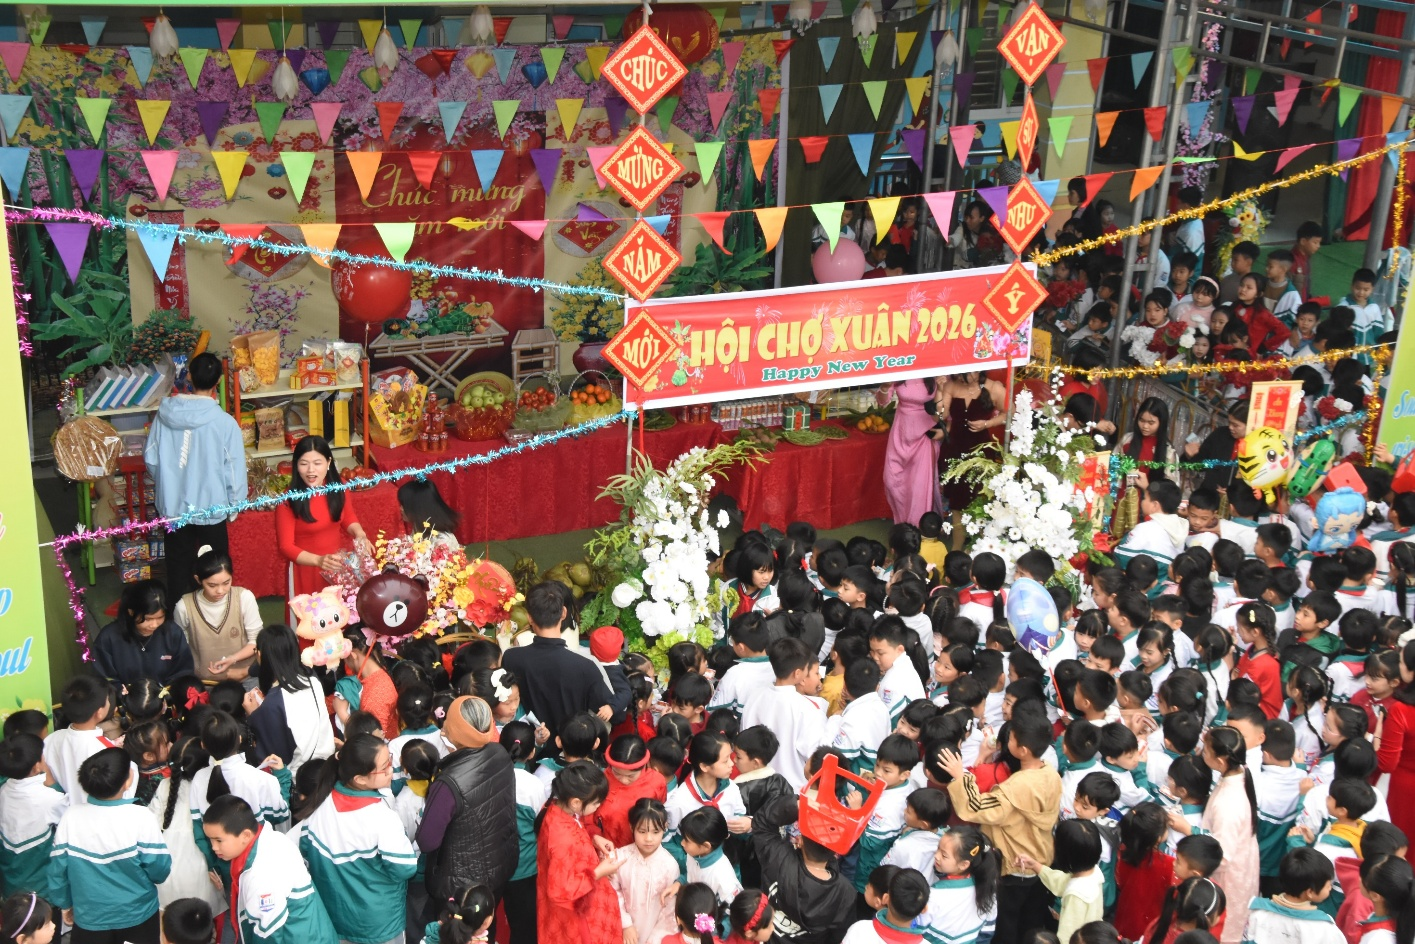 CHÚC
MỪNG
NĂM
MỚI
VẠN
SỰ
NHƯ
Ý
Chúc mừng
năm mới
HỘI CHỢ XUÂN 2026
Happy New Year